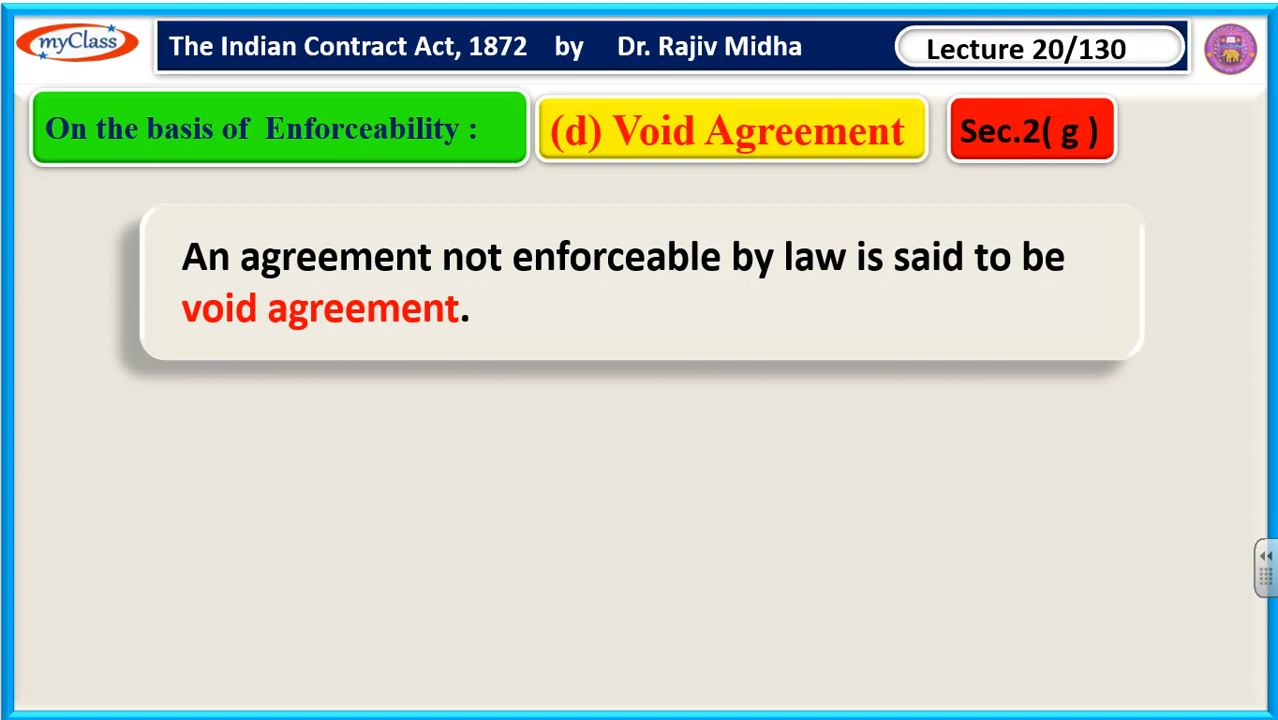 myClass
The Indian Contract Act, 1872 by Dr. Rajiv Midha
Lecture 20/130
On the basis of Enforceability :
(d) Void Agreement
Sec.2( g )
An agreement not enforceable by law is said to be
void agreement.